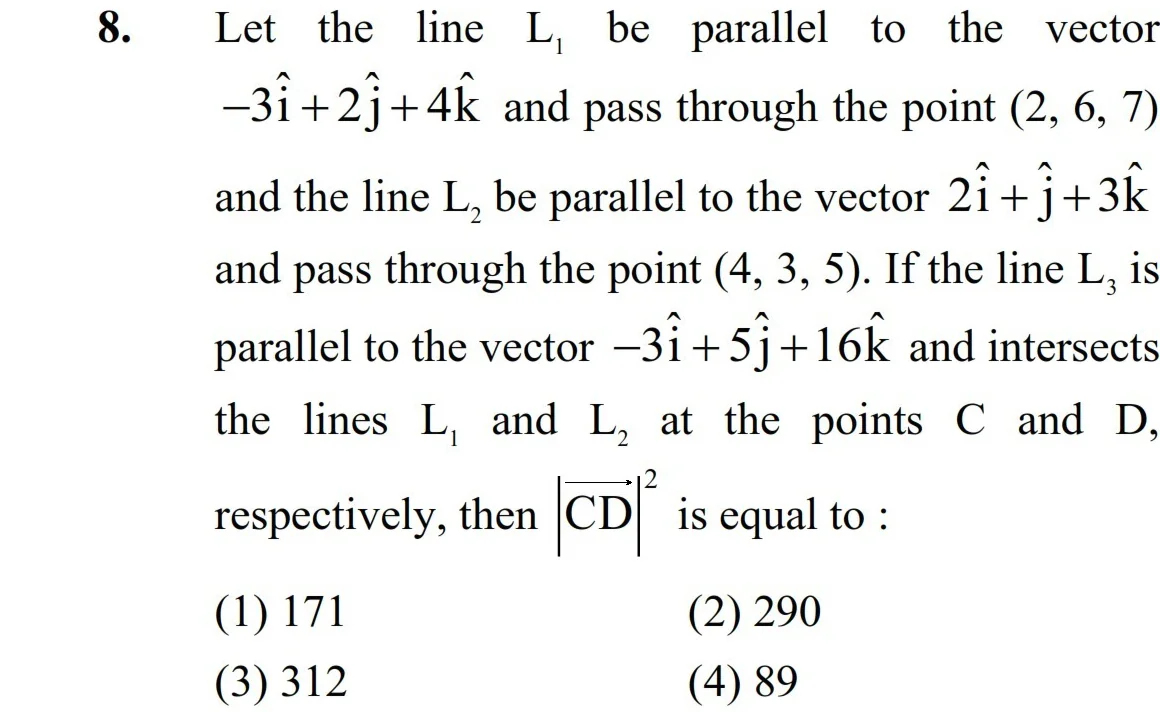 8. Let the line L₁ be parallel to the vector
−3î + 2ĵ + 4k̂ and pass through the point (2, 6, 7)
and the line L₂ be parallel to the vector 2î + ĵ + 3k̂
and pass through the point (4, 3, 5). If the line L₃ is
parallel to the vector −3î + 5ĵ + 16k̂ and intersects
the lines L₁ and L₂ at the points C and D,
respectively, then |\overrightarrow{CD}|² is equal to :
(1) 171 (2) 290
(3) 312 (4) 89